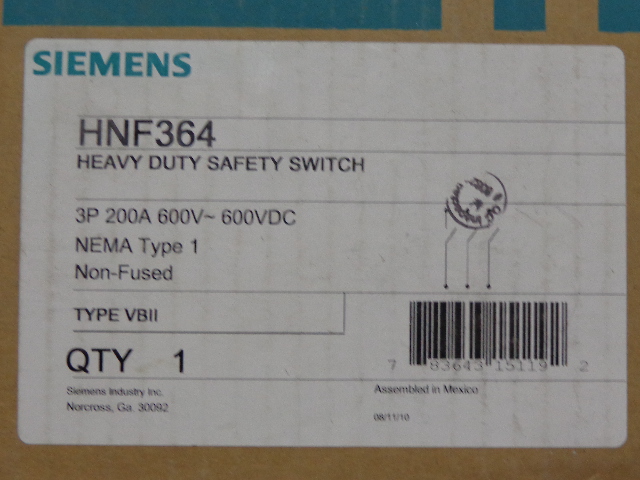 SIEMENS
HNF364
HEAVY DUTY SAFETY SWITCH
3P 200A 600V~ 600VDC
NEMA Type 1
Non-Fused
TYPE VBII
QTY 1
7 83643 15119 2
Siemens Industry Inc.
Norcross, Ga. 30092
Assembled in Mexico
08/11/10